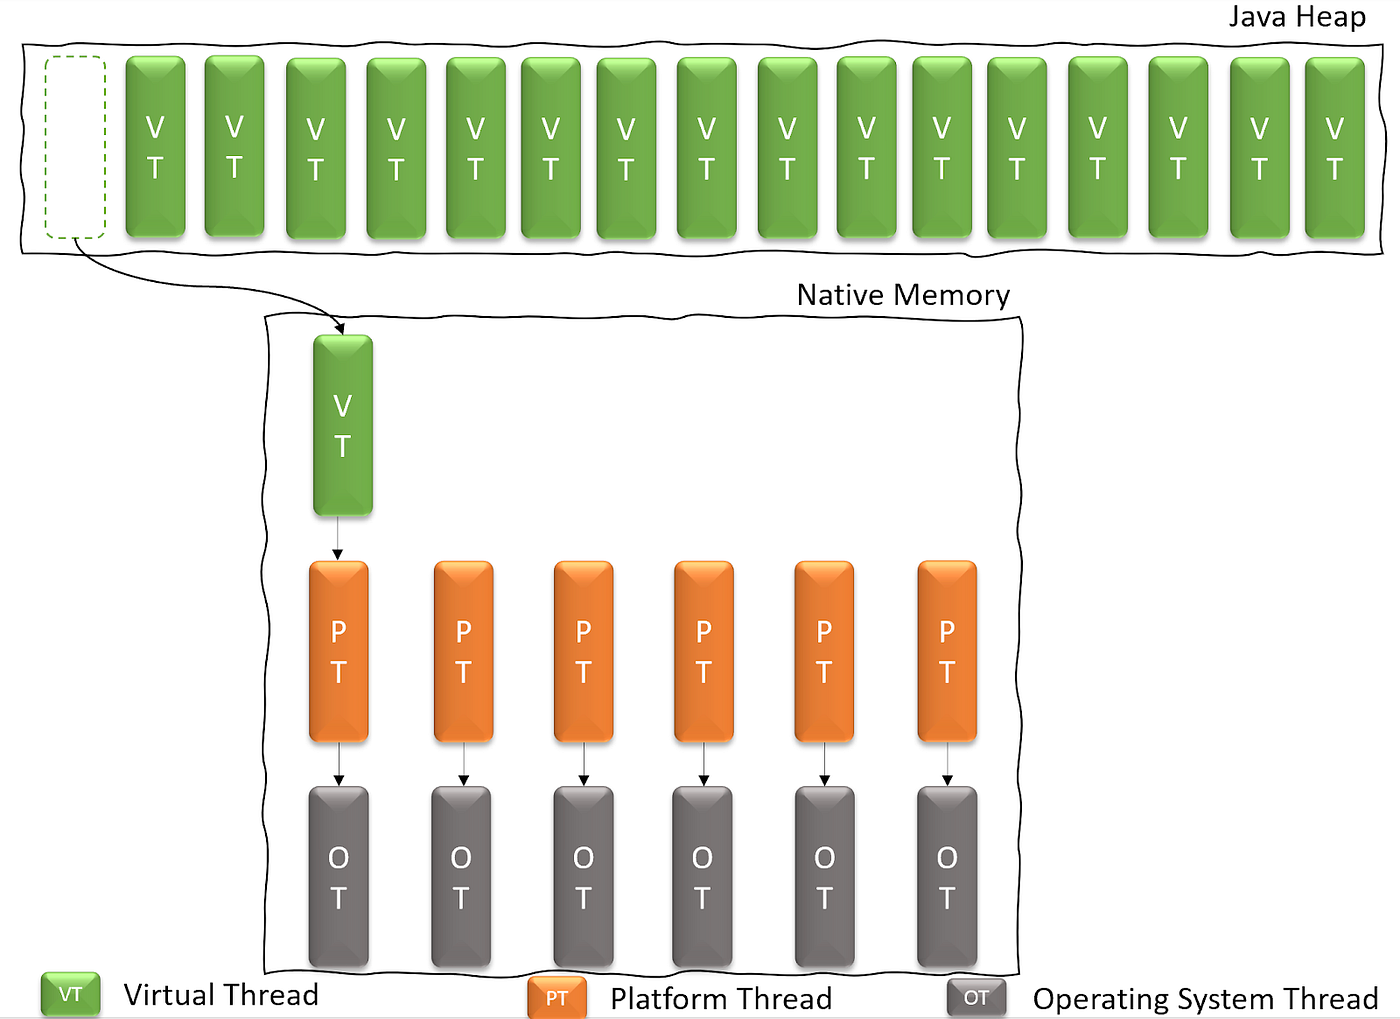 Java Heap
V V V V V V V V V V V V V V V V
T T T T T T T T T T T T T T T T
Native Memory
V
T
P P P P P P
T T T T T T
O O O O O O
T T T T T T
VT Virtual Thread PT Platform Thread OT Operating System Thread